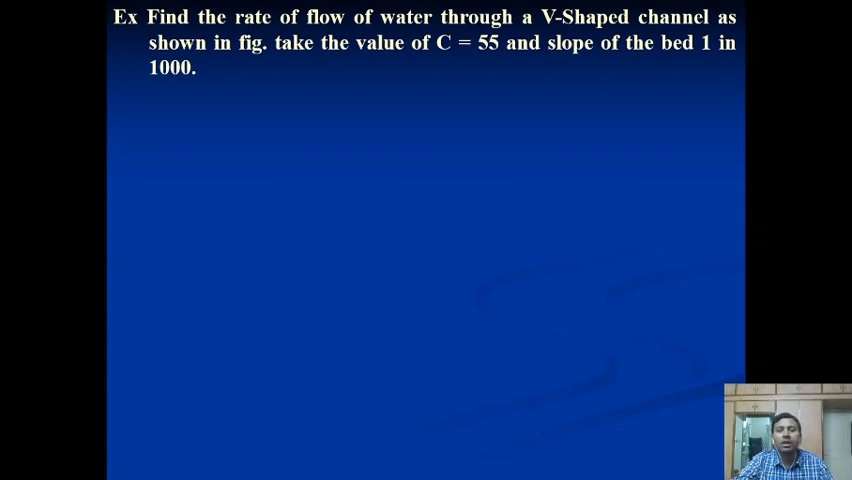 Ex Find the rate of flow of water through a V-Shaped channel as
shown in fig. take the value of C = 55 and slope of the bed 1 in
1000.